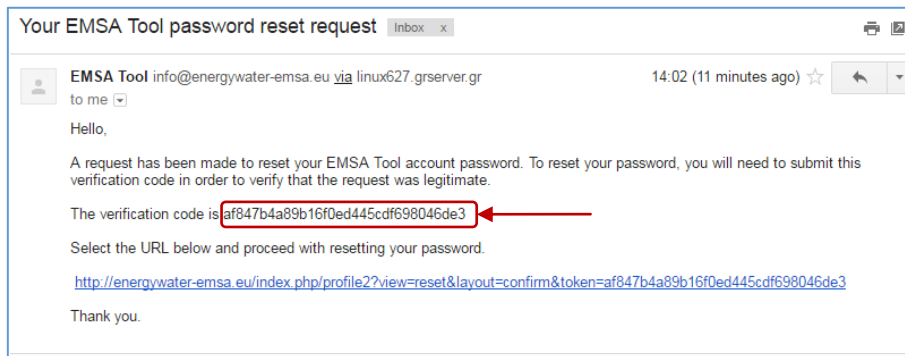 Your EMSA Tool password reset request Inbox x
EMSA Tool info@energywater-emsa.eu via linux627.grserver.gr 14:02 (11 minutes ago)
to me
Hello,
A request has been made to reset your EMSA Tool account password. To reset your password, you will need to submit this
verification code in order to verify that the request was legitimate.
The verification code is af847b4a89b16f0ed445cdf698046de3
Select the URL below and proceed with resetting your password.
http://energywater-emsa.eu/index.php/profile2?view=reset&layout=confirm&token=af847b4a89b16f0ed445cdf698046de3
Thank you.